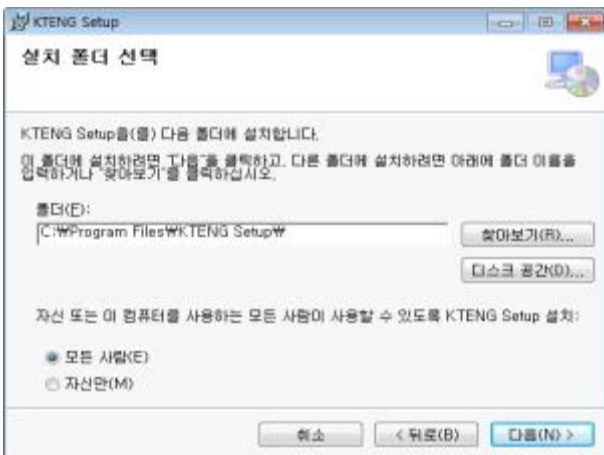 KTENG Setup
설치 폴더 선택
KTENG Setup을(를) 다음 폴더에 설치합니다.
이 폴더에 설치하려면 "다음"을 클릭하고, 다른 폴더에 설치하려면 아래에 폴더 이름을
입력하거나 "찾아보기"를 클릭하십시오.
폴더(F):
C:₩Program Files₩KTENG Setup₩
찾아보기(R)...
디스크 공간(D)...
자신 또는 이 컴퓨터를 사용하는 모든 사람이 사용할 수 있도록 KTENG Setup 설치:
모든 사람(E)
자신만(M)
취소
< 뒤로(B)
다음(N) >